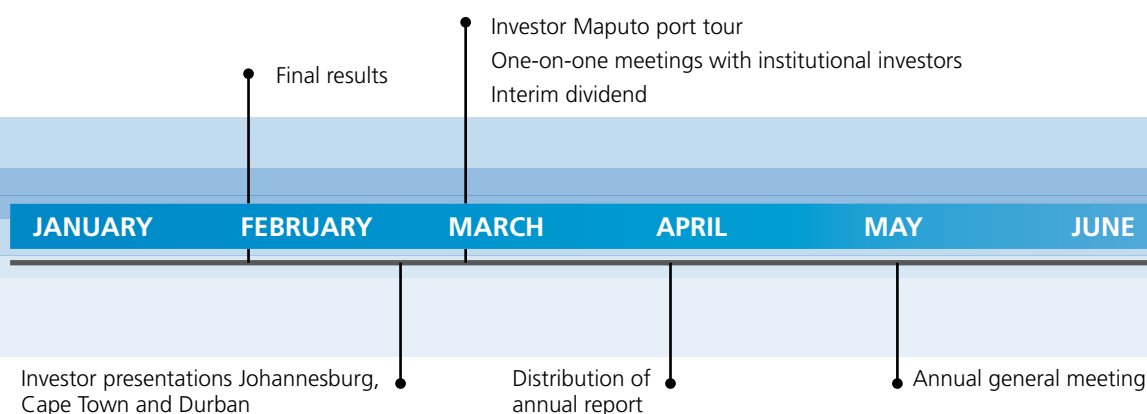 Investor Maputo port tour
Final results
One-on-one meetings with institutional investors
Interim dividend
JANUARY FEBRUARY MARCH APRIL MAY JUNE
Investor presentations Johannesburg,
Cape Town and Durban
Distribution of
annual report
Annual general meeting